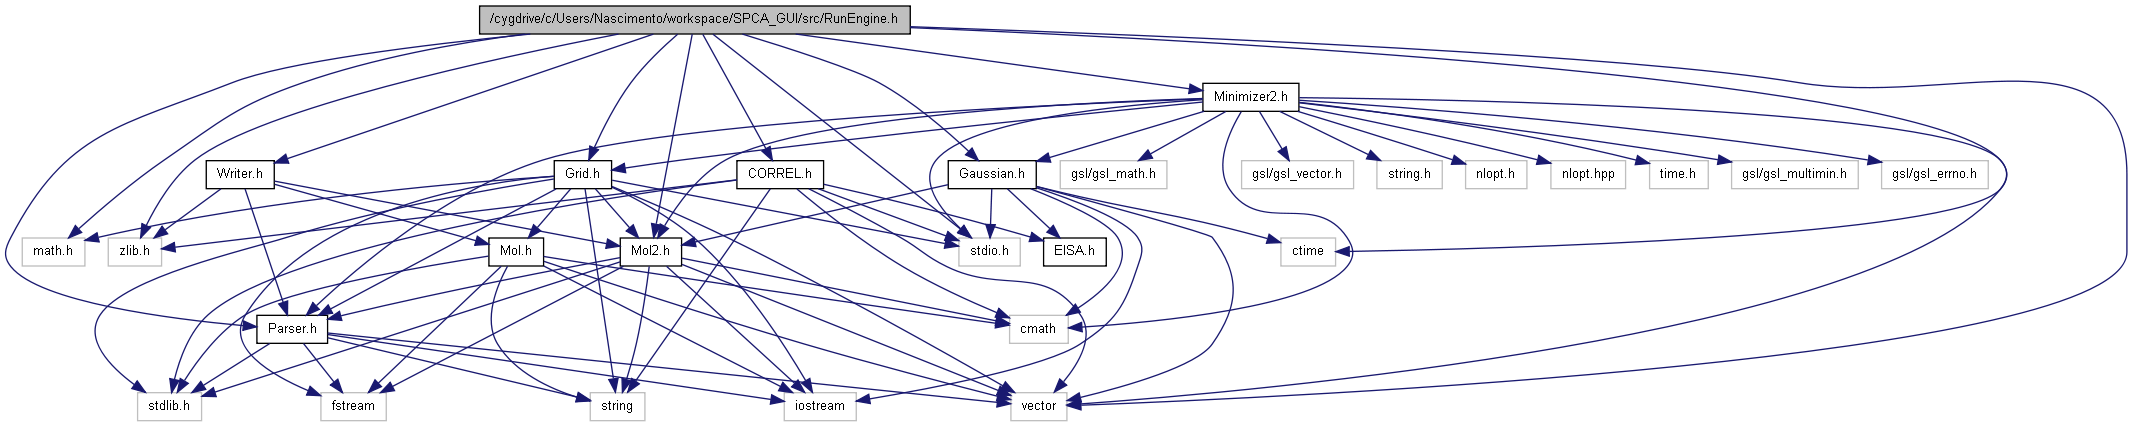 /cygdrive/c/Users/Nascimento/workspace/SPCA_GUI/src/RunEngine.h
Minimizer2.h
Writer.h
Grid.h
CORREL.h
Gaussian.h
gsl/gsl_math.h
gsl/gsl_vector.h
string.h
nlopt.h
nlopt.hpp
time.h
gsl/gsl_multimin.h
gsl/gsl_errno.h
math.h
zlib.h
Mol.h
Mol2.h
stdio.h
EISA.h
ctime
Parser.h
cmath
stdlib.h
fstream
string
iostream
vector